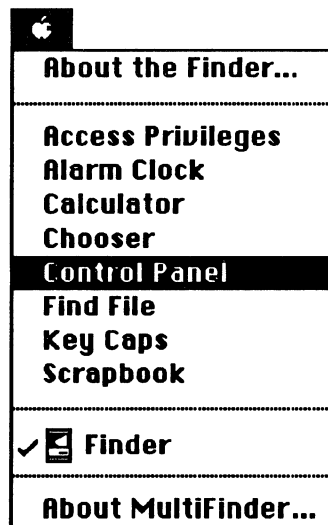 About the Finder...
Access Privileges
Alarm Clock
Calculator
Chooser
Control Panel
Find File
Key Caps
Scrapbook
Finder
About MultiFinder...